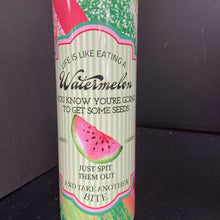 LIFE IS LIKE EATING A
Watermelon
YOU KNOW YOU'RE GOING
TO GET SOME SEEDS
JUST SPIT
THEM OUT
AND TAKE ANOTHER
BITE